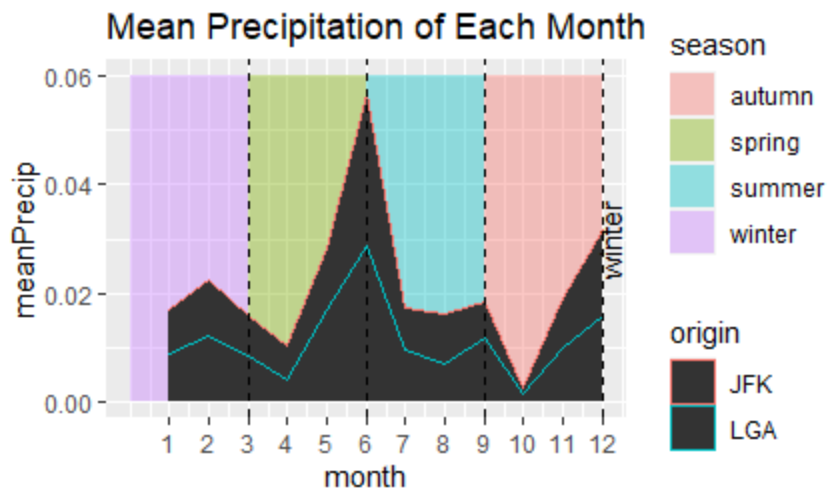 Mean Precipitation of Each Month
meanPrecip
0.06
0.04
0.02
0.00
1 2 3 4 5 6 7 8 9 10 11 12
month
winter
season
autumn
spring
summer
winter
origin
JFK
LGA